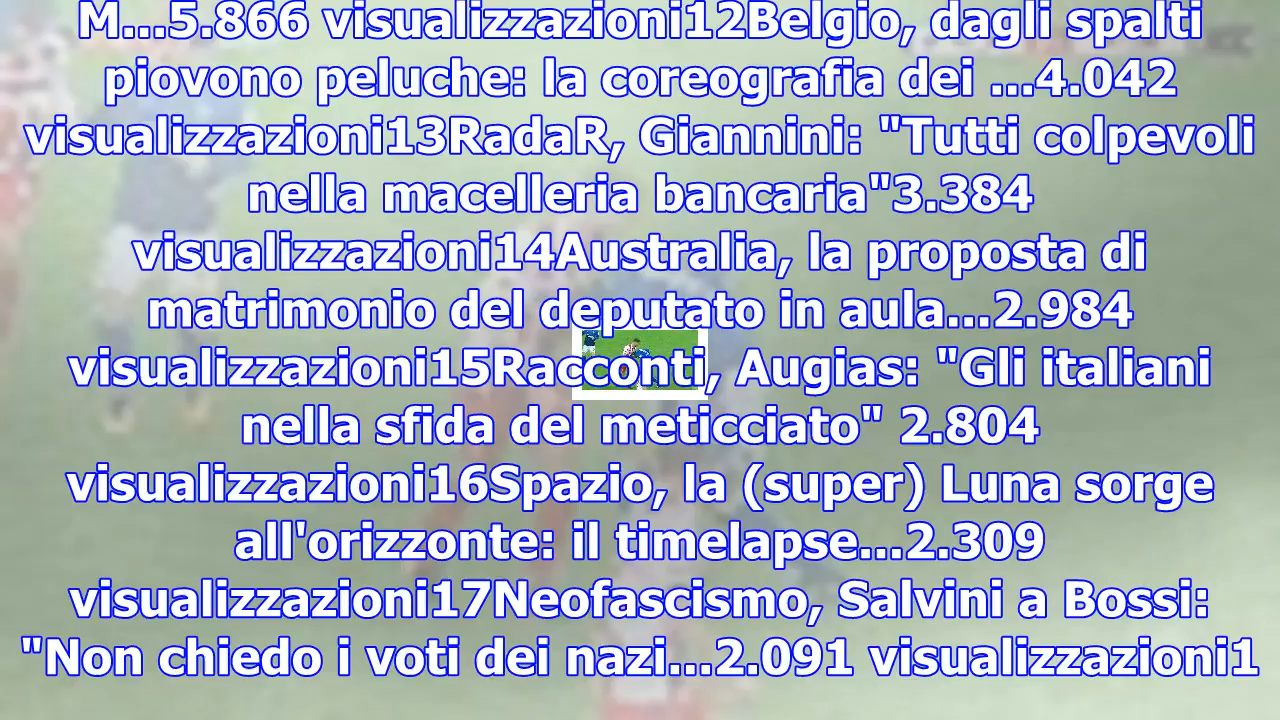 M...5.866 visualizzazioni12Belgio, dagli spalti
piovono peluche: la coreografia dei ...4.042
visualizzazioni13RadaR, Giannini: "Tutti colpevoli
nella macelleria bancaria"3.384
visualizzazioni14Australia, la proposta di
matrimonio del deputato in aula...2.984
visualizzazioni15Racconti, Augias: "Gli italiani
nella sfida del meticciato" 2.804
visualizzazioni16Spazio, la (super) Luna sorge
all'orizzonte: il timelapse...2.309
visualizzazioni17Neofascismo, Salvini a Bossi:
"Non chiedo i voti dei nazi...2.091 visualizzazioni1